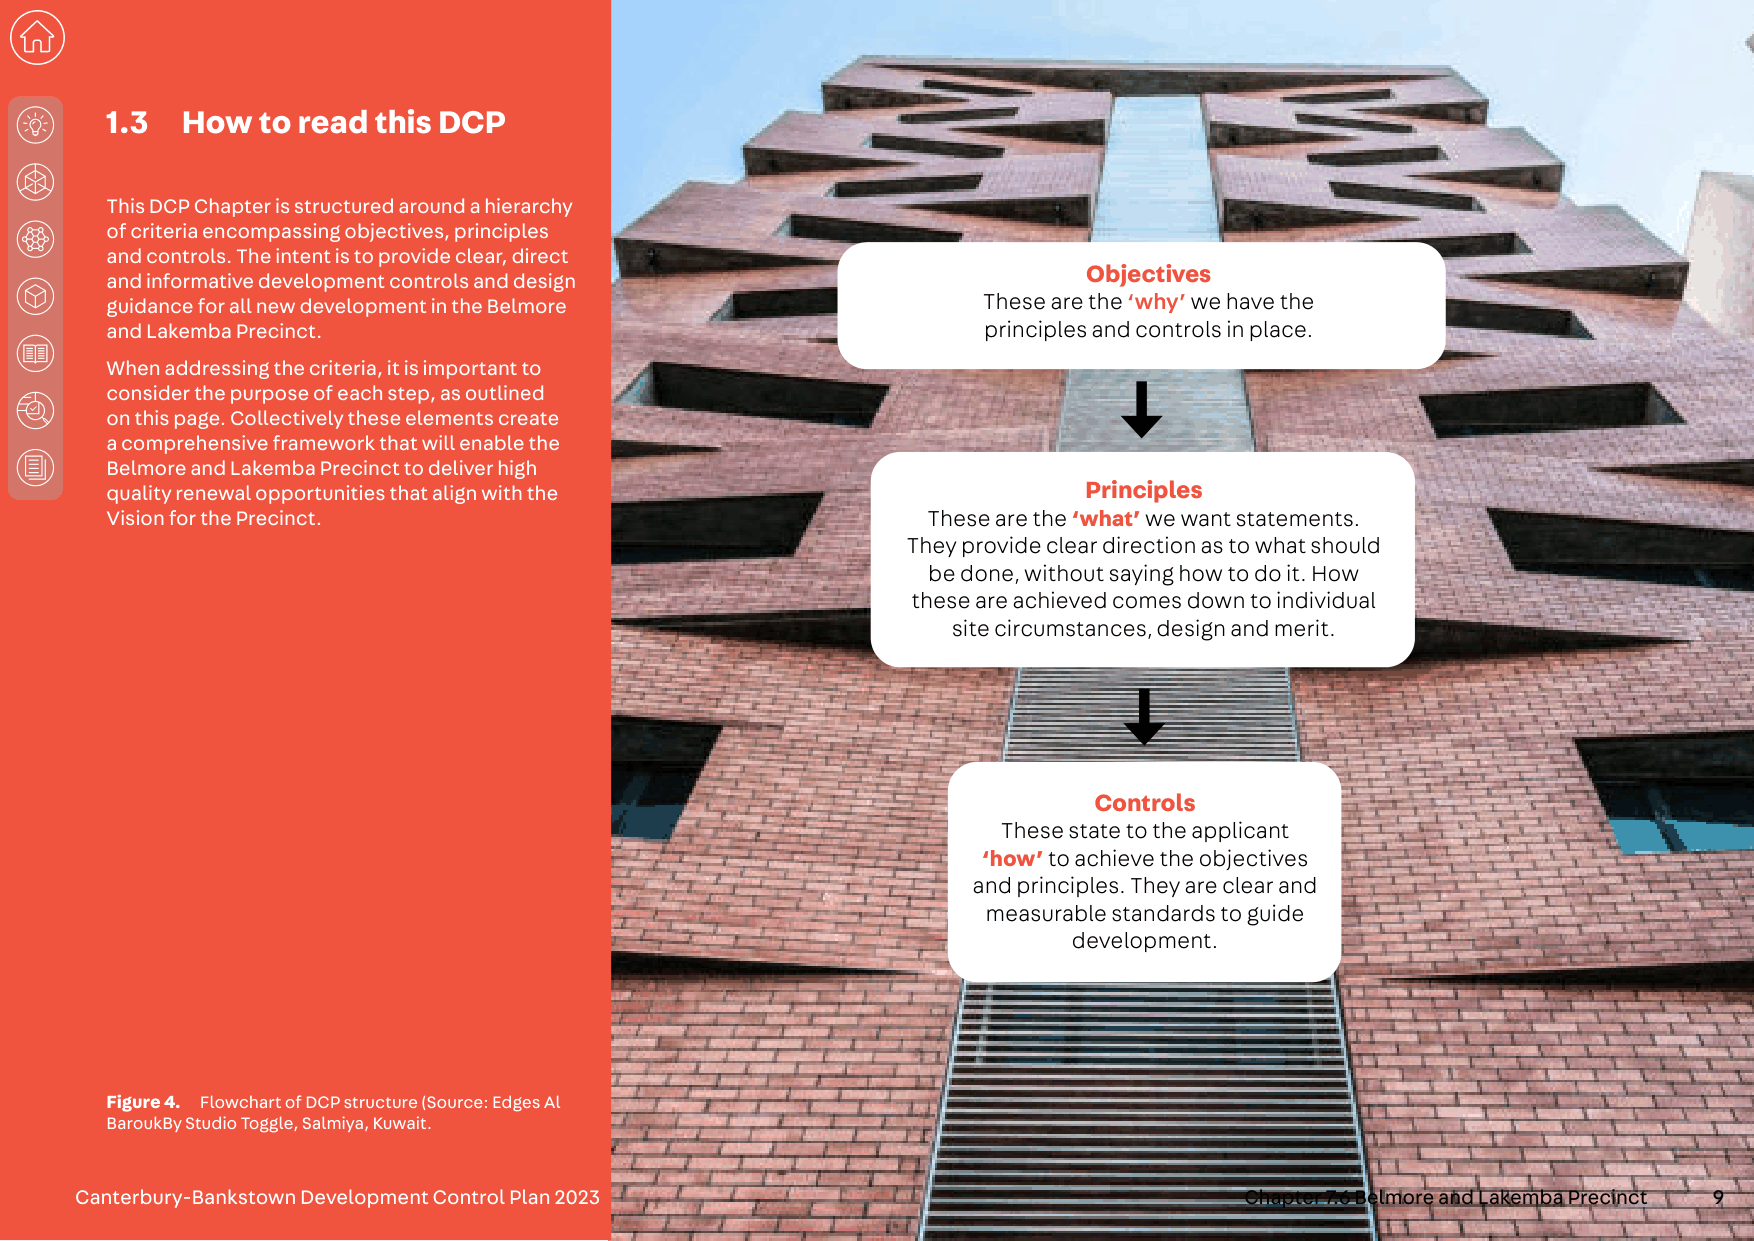 1.3 How to read this DCP
This DCP Chapter is structured around a hierarchy
of criteria encompassing objectives, principles
and controls. The intent is to provide clear, direct
and informative development controls and design
guidance for all new development in the Belmore
and Lakemba Precinct.
When addressing the criteria, it is important to
consider the purpose of each step, as outlined
on this page. Collectively these elements create
a comprehensive framework that will enable the
Belmore and Lakemba Precinct to deliver high
quality renewal opportunities that align with the
Vision for the Precinct.
Figure 4. Flowchart of DCP structure (Source: Edges Al
BaroukBy Studio Toggle, Salmiya, Kuwait.
Objectives
These are the ‘why’ we have the
principles and controls in place.
Principles
These are the ‘what’ we want statements.
They provide clear direction as to what should
be done, without saying how to do it. How
these are achieved comes down to individual
site circumstances, design and merit.
Controls
These state to the applicant
‘how’ to achieve the objectives
and principles. They are clear and
measurable standards to guide
development.
Canterbury-Bankstown Development Control Plan 2023
Chapter 7.6 Belmore and Lakemba Precinct 9